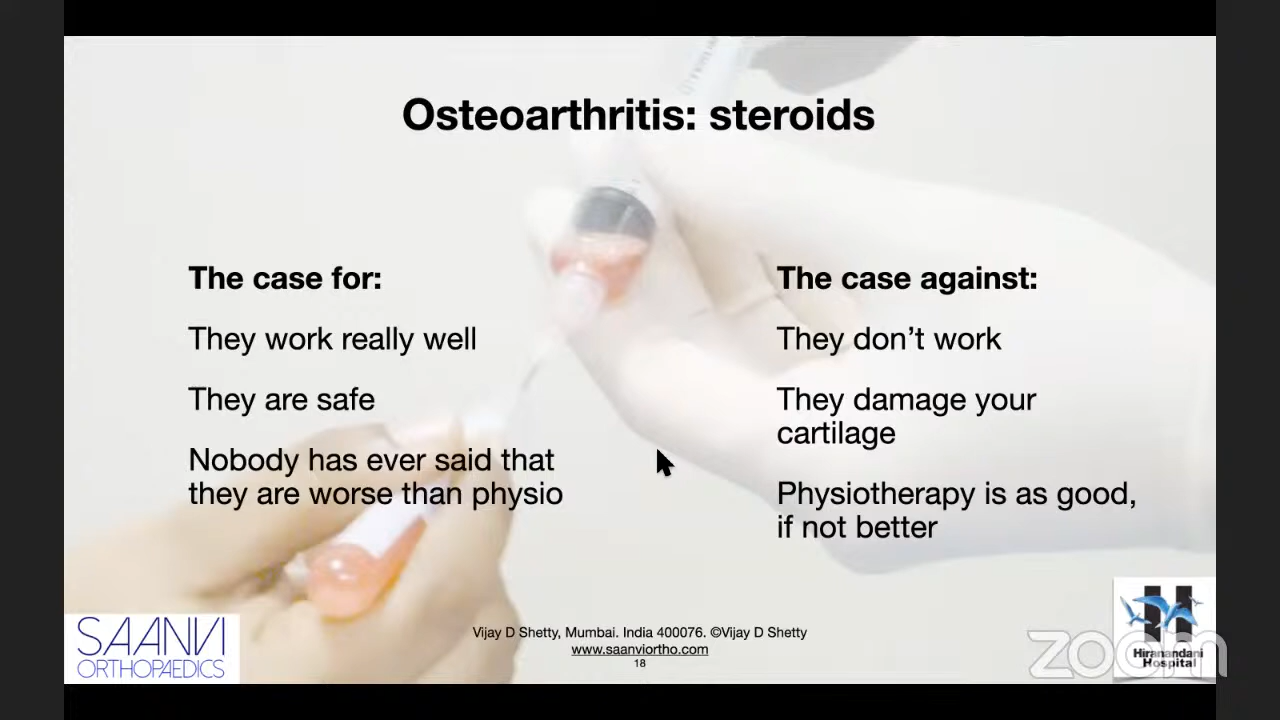 Osteoarthritis: steroids
The case for:
They work really well
They are safe
Nobody has ever said that
they are worse than physio
The case against:
They don’t work
They damage your
cartilage
Physiotherapy is as good,
if not better
SAANVI
ORTHOPAEDICS
Vijay D Shetty, Mumbai. India 400076. ©Vijay D Shetty
www.saanviortho.com
18
H
Hiranandani
Hospital
zoom